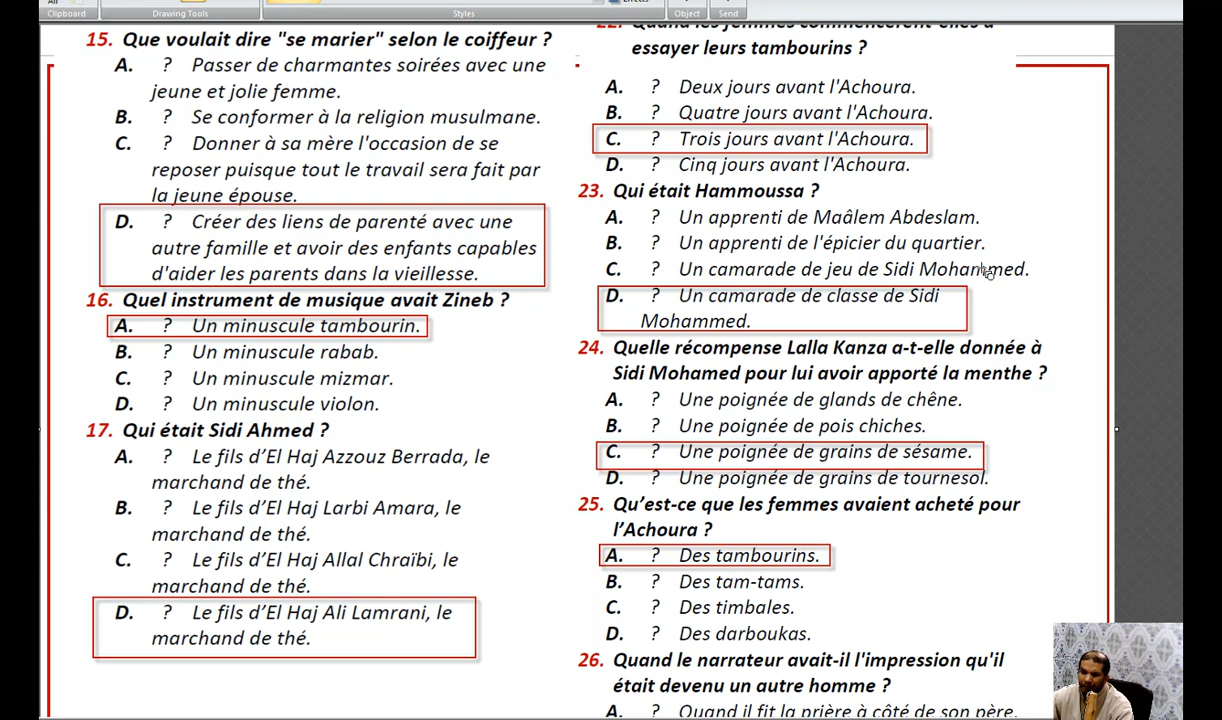 All
Effects
Clipboard
Drawing Tools
Styles
Object
Send
15. Que voulait dire "se marier" selon le coiffeur ?
A. ? Passer de charmantes soirées avec une
jeune et jolie femme.
B. ? Se conformer à la religion musulmane.
C. ? Donner à sa mère l'occasion de se
reposer puisque tout le travail sera fait par
la jeune épouse.
D. ? Créer des liens de parenté avec une
autre famille et avoir des enfants capables
d'aider les parents dans la vieillesse.
16. Quel instrument de musique avait Zineb ?
A. ? Un minuscule tambourin.
B. ? Un minuscule rabab.
C. ? Un minuscule mizmar.
D. ? Un minuscule violon.
17. Qui était Sidi Ahmed ?
A. ? Le fils d’El Haj Azzouz Berrada, le
marchand de thé.
B. ? Le fils d’El Haj Larbi Amara, le
marchand de thé.
C. ? Le fils d’El Haj Allal Chraïbi, le
marchand de thé.
D. ? Le fils d’El Haj Ali Lamrani, le
marchand de thé.
22. Quand les femmes commencèrent-elles à
essayer leurs tambourins ?
A. ? Deux jours avant l'Achoura.
B. ? Quatre jours avant l'Achoura.
C. ? Trois jours avant l'Achoura.
D. ? Cinq jours avant l'Achoura.
23. Qui était Hammoussa ?
A. ? Un apprenti de Maâlem Abdeslam.
B. ? Un apprenti de l'épicier du quartier.
C. ? Un camarade de jeu de Sidi Mohammed.
D. ? Un camarade de classe de Sidi
Mohammed.
24. Quelle récompense Lalla Kanza a-t-elle donnée à
Sidi Mohamed pour lui avoir apporté la menthe ?
A. ? Une poignée de glands de chêne.
B. ? Une poignée de pois chiches.
C. ? Une poignée de grains de sésame.
D. ? Une poignée de grains de tournesol.
25. Qu’est-ce que les femmes avaient acheté pour
l’Achoura ?
A. ? Des tambourins.
B. ? Des tam-tams.
C. ? Des timbales.
D. ? Des darboukas.
26. Quand le narrateur avait-il l'impression qu'il
était devenu un autre homme ?
A. ? Quand il fit la prière à côté de son père.